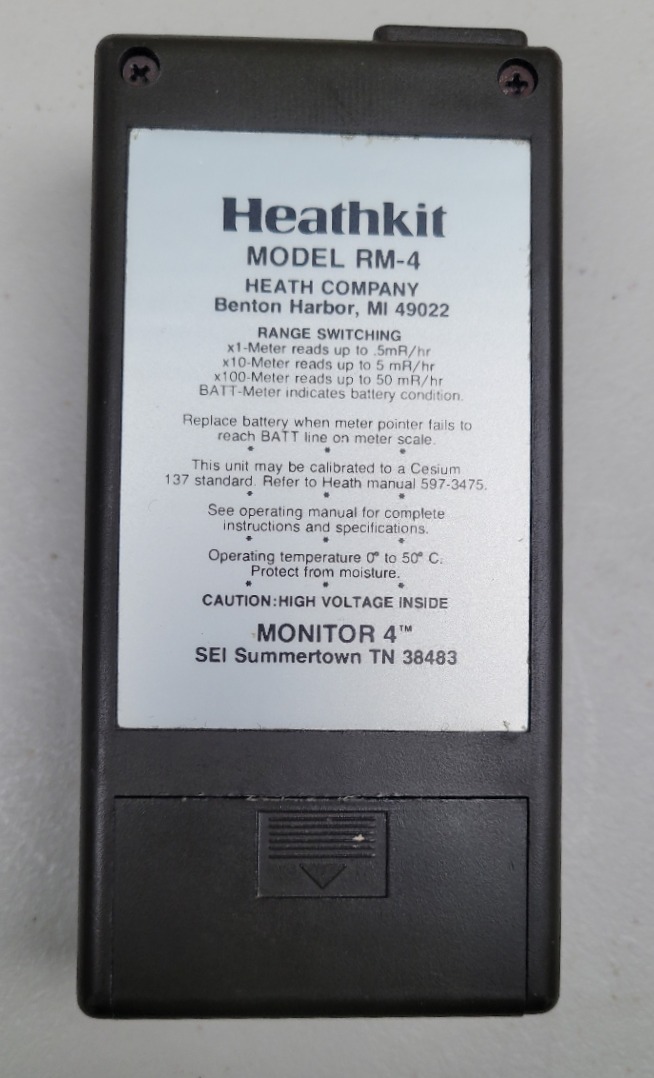 Heathkit
MODEL RM-4
HEATH COMPANY
Benton Harbor, MI 49022
RANGE SWITCHING
x1-Meter reads up to .5mR/hr
x10-Meter reads up to 5 mR/hr
x100-Meter reads up to 50 mR/hr
BATT-Meter indicates battery condition.
Replace battery when meter pointer fails to
reach BATT line on meter scale.
* * *
This unit may be calibrated to a Cesium
137 standard. Refer to Heath manual 597-3475.
* * *
See operating manual for complete
instructions and specifications.
* * *
Operating temperature 0° to 50° C.
Protect from moisture.
* * *
CAUTION:HIGH VOLTAGE INSIDE
MONITOR 4™
SEI Summertown TN 38483